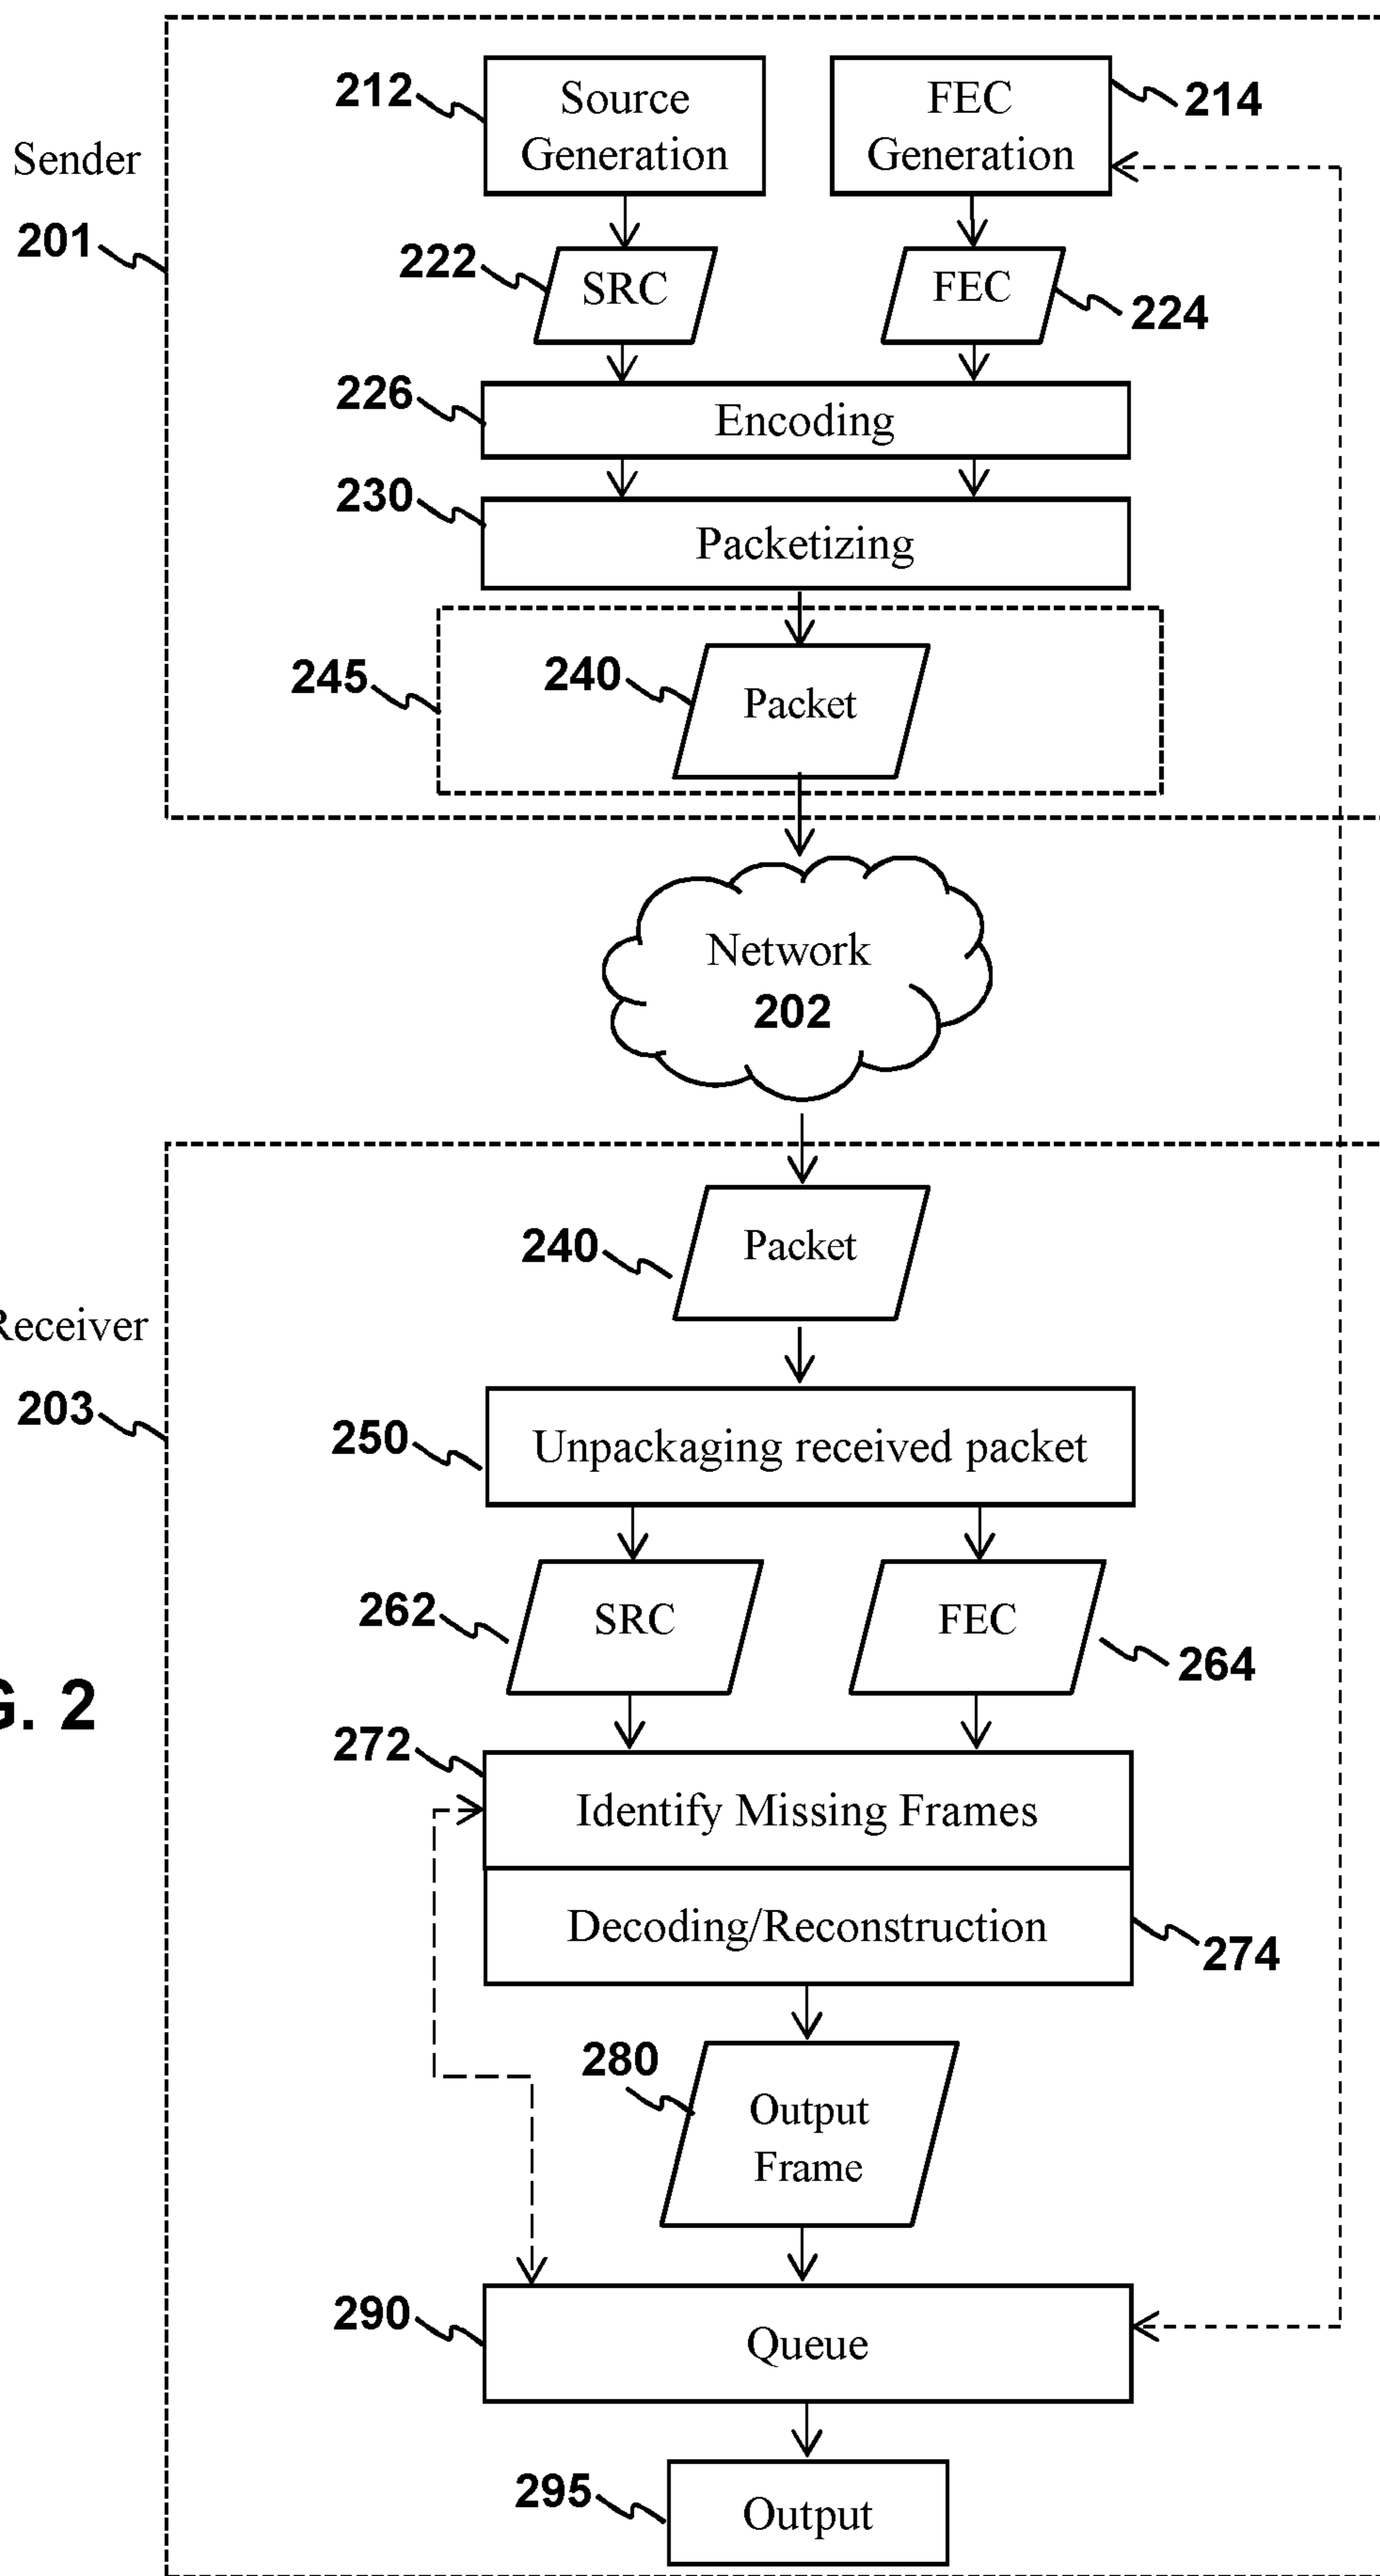 212
Source
Generation
FEC
Generation
214
Sender
201
222
SRC
FEC
224
226
Encoding
230
Packetizing
245
240
Packet
Network
202
240
Packet
Receiver
203
250
Unpackaging received packet
262
SRC
FEC
264
G. 2
272
Identify Missing Frames
Decoding/Reconstruction
274
280
Output
Frame
290
Queue
295
Output